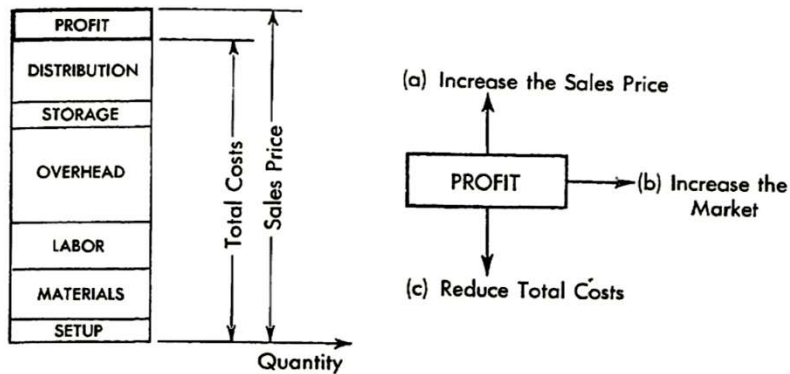 PROFIT
DISTRIBUTION
STORAGE
OVERHEAD
LABOR
MATERIALS
SETUP
Total Costs
Sales Price
Quantity
(a) Increase the Sales Price
PROFIT
(b) Increase the
Market
(c) Reduce Total Costs